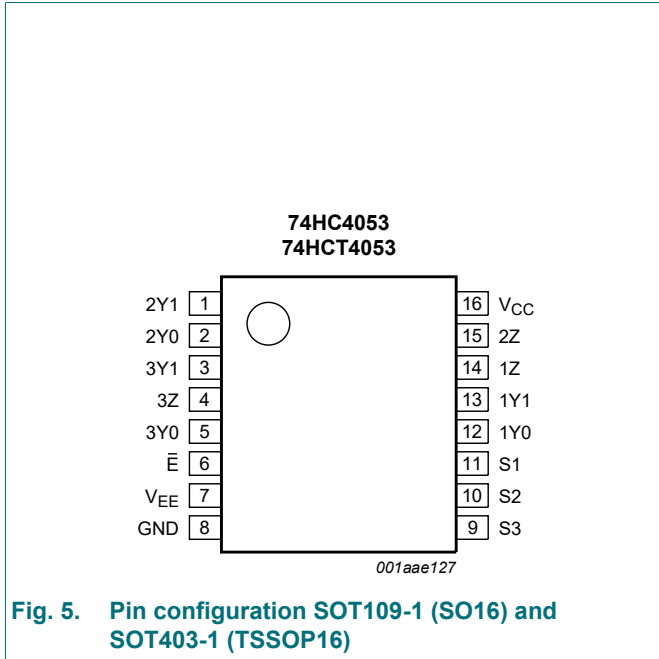 74HC4053
74HCT4053
2Y1 1 16 VCC
2Y0 2 15 2Z
3Y1 3 14 1Z
3Z 4 13 1Y1
3Y0 5 12 1Y0
E̅ 6 11 S1
VEE 7 10 S2
GND 8 9 S3
001aae127
Fig. 5. Pin configuration SOT109-1 (SO16) and
SOT403-1 (TSSOP16)